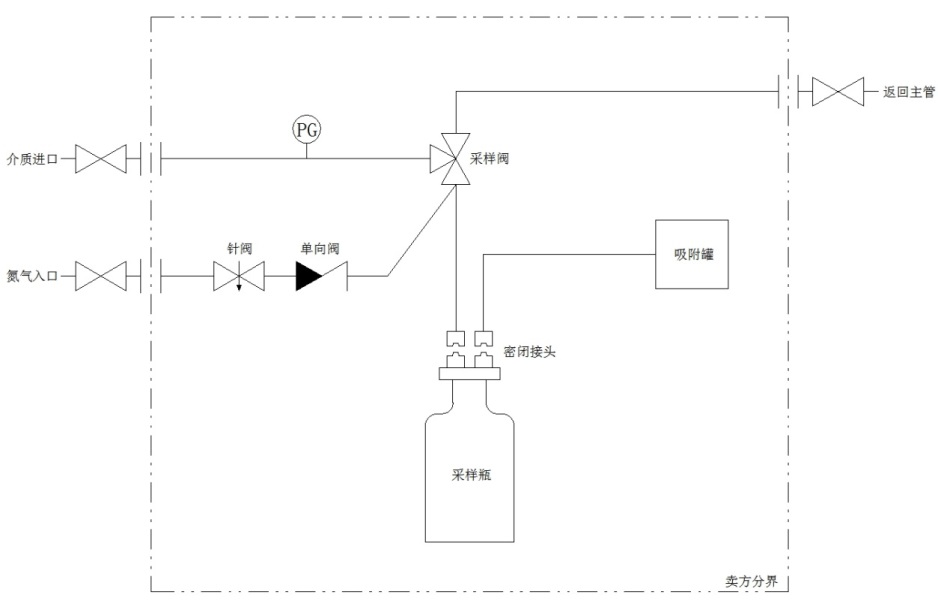 返回主管
PG
介质进口
采样阀
针阀
单向阀
吸附罐
氮气入口
密闭接头
采样瓶
卖方分界